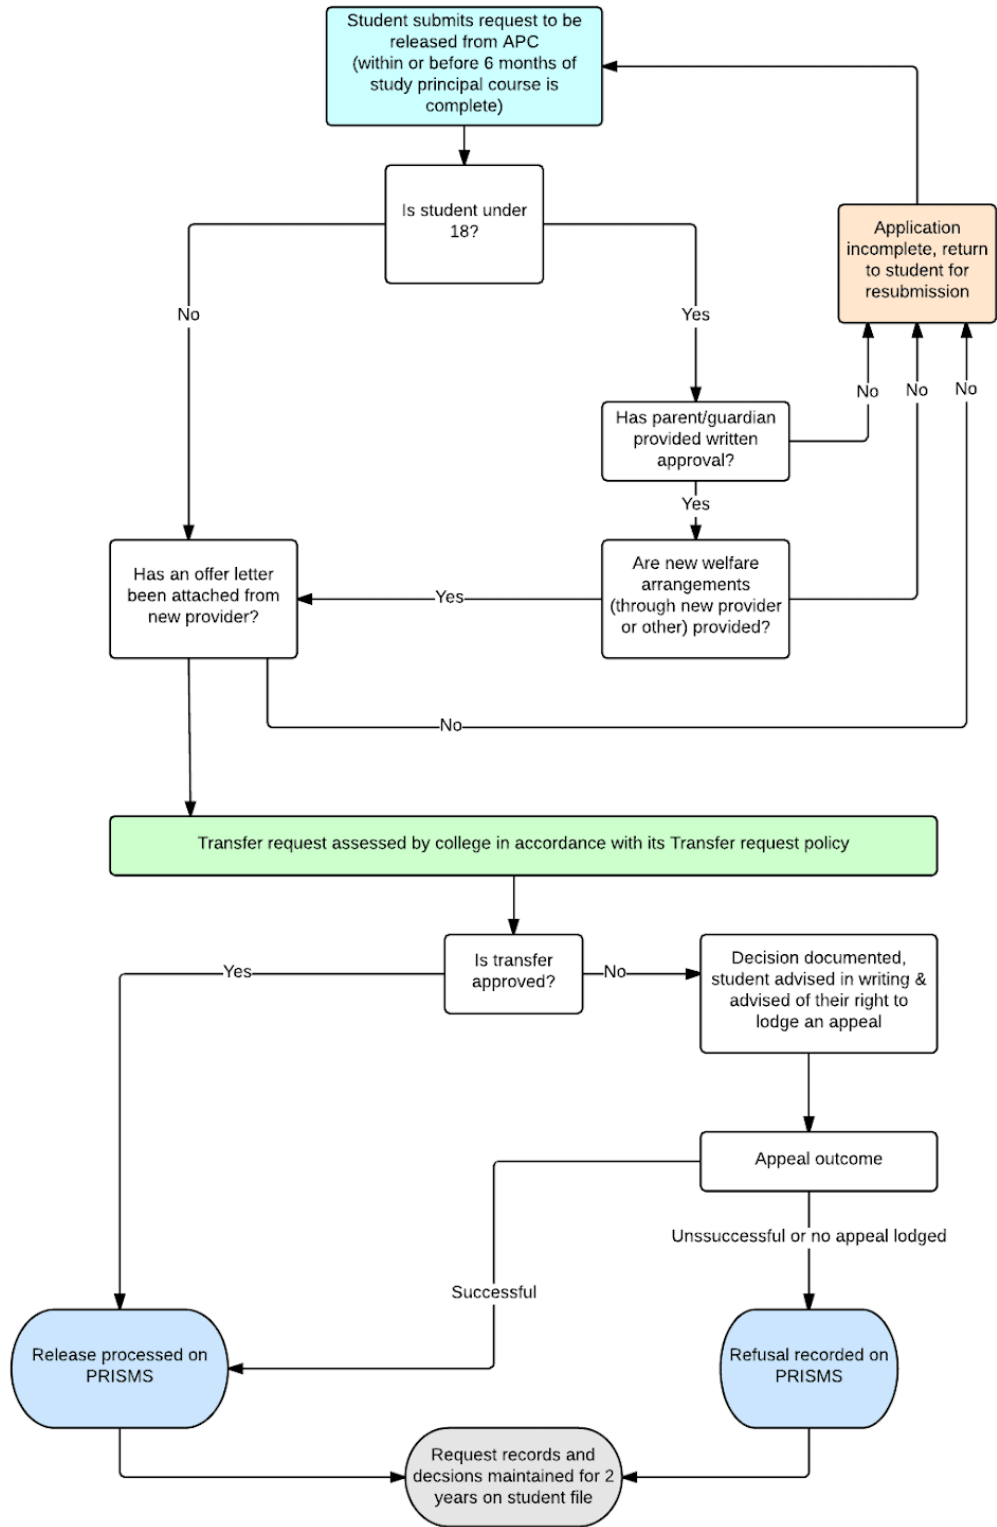 Student submits request to be
released from APC
(within or before 6 months of
study principal course is
complete)
Is student under
18?
Application
incomplete, return
to student for
resubmission
No
Yes
No
No
No
Has parent/guardian
provided written
approval?
Yes
Has an offer letter
been attached from
new provider?
Yes
Are new welfare
arrangements
(through new provider
or other) provided?
No
Transfer request assessed by college in accordance with its Transfer request policy
Yes
Is transfer
approved?
No
Decision documented,
student advised in writing &
advised of their right to
lodge an appeal
Appeal outcome
Unssuccessful or no appeal lodged
Successful
Release processed on
PRISMS
Refusal recorded on
PRISMS
Request records and
decsions maintained for 2
years on student file